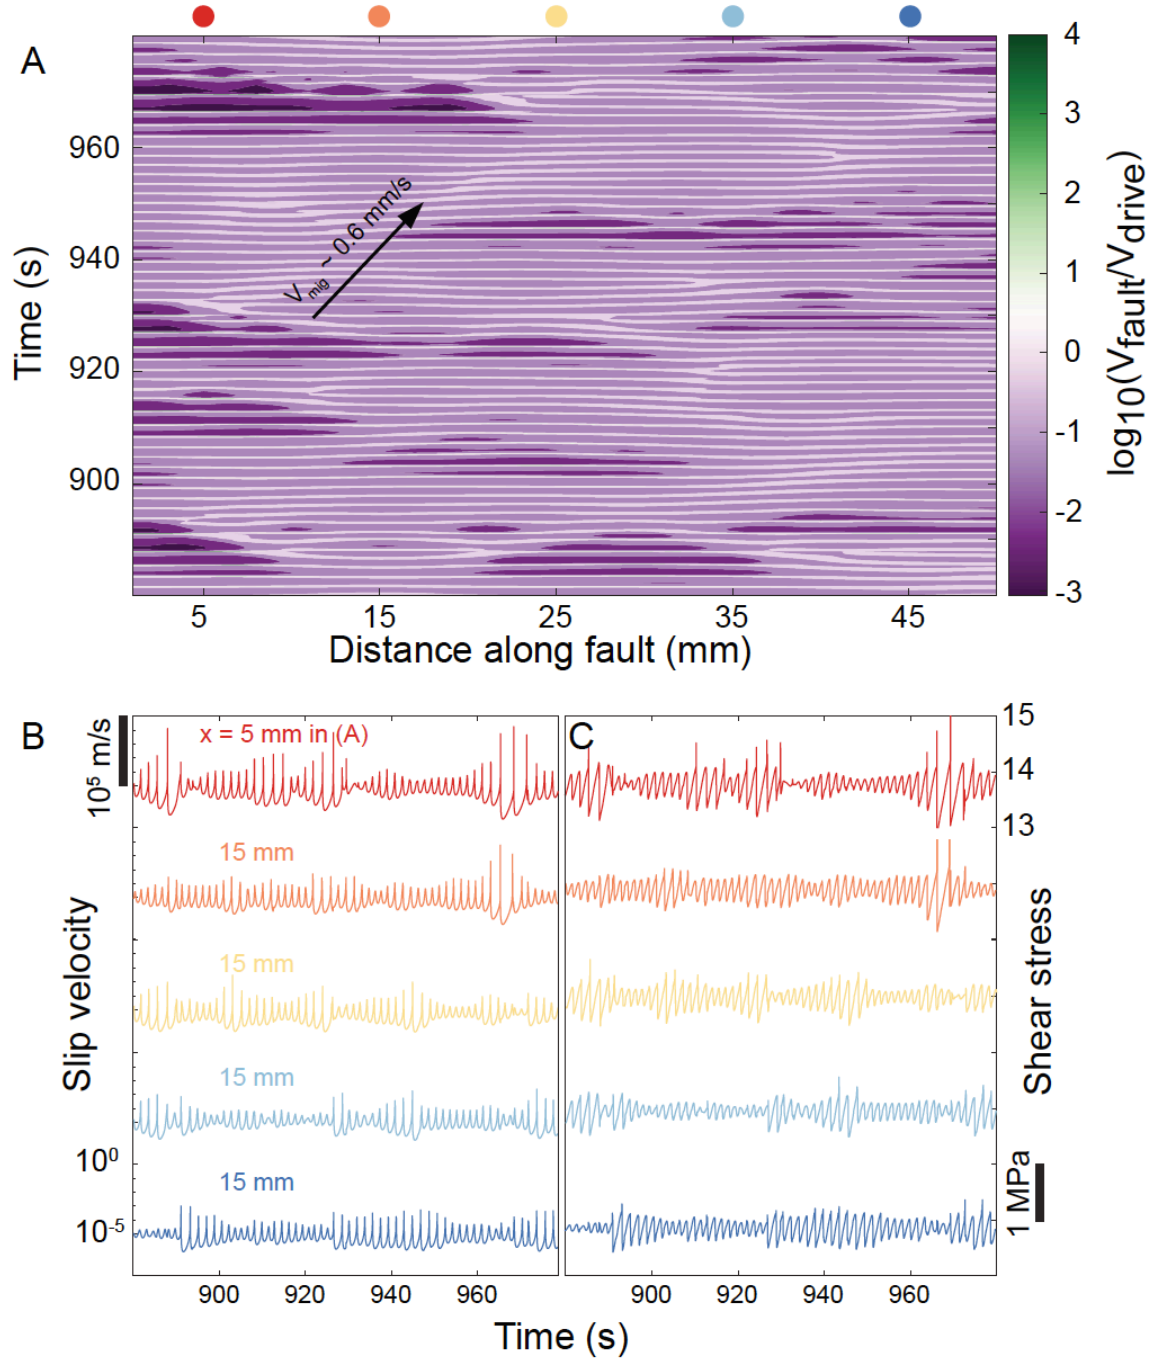 A
960
940
920
900
Time (s)
V mig ~ 0.6 mm/s
5 15 25 35 45
Distance along fault (mm)
4
3
2
1
0
-1
-2
-3
log10(Vfault/Vdrive)
B
x = 5 mm in (A)
10^5 m/s
15 mm
15 mm
15 mm
15 mm
10^0
10^-5
Slip velocity
900 920 940 960
C
15
14
13
Shear stress
1 MPa
900 920 940 960
Time (s)